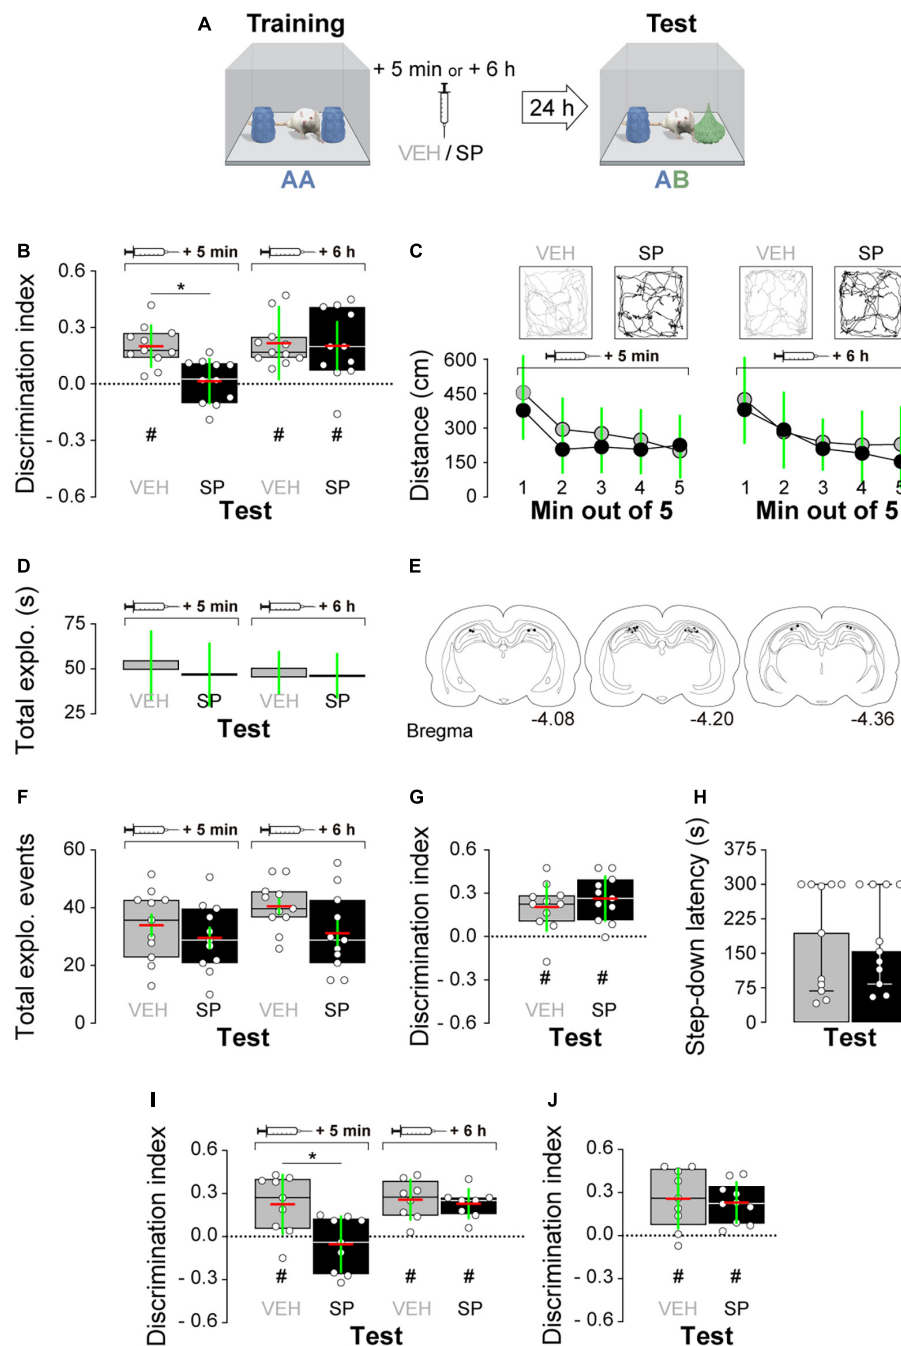 A Training Test
+ 5 min or + 6 h
24 h
VEH / SP
AA AB
B
+ 5 min + 6 h
Discrimination index
0.6
0.3
0.0
- 0.3
- 0.6
*
# # #
VEH SP VEH SP
Test
C
VEH SP VEH SP
+ 5 min + 6 h
Distance (cm)
600
450
300
150
0
1 2 3 4 5 1 2 3 4 5
Min out of 5 Min out of 5
D
+ 5 min + 6 h
Total explo. (s)
75
50
25
VEH SP VEH SP
Test
E
Bregma -4.08 -4.20 -4.36
F
+ 5 min + 6 h
Total explo. events
60
40
20
0
VEH SP VEH SP
Test
G
Discrimination index
0.6
0.3
0.0
- 0.3
- 0.6
# #
VEH SP
Test
H
Step-down latency (s)
375
300
225
150
75
0
Test
I
+ 5 min + 6 h
Discrimination index
0.6
0.3
0.0
- 0.3
- 0.6
*
# # #
VEH SP VEH SP
Test
J
Discrimination index
0.6
0.3
0.0
- 0.3
- 0.6
# #
VEH SP
Test